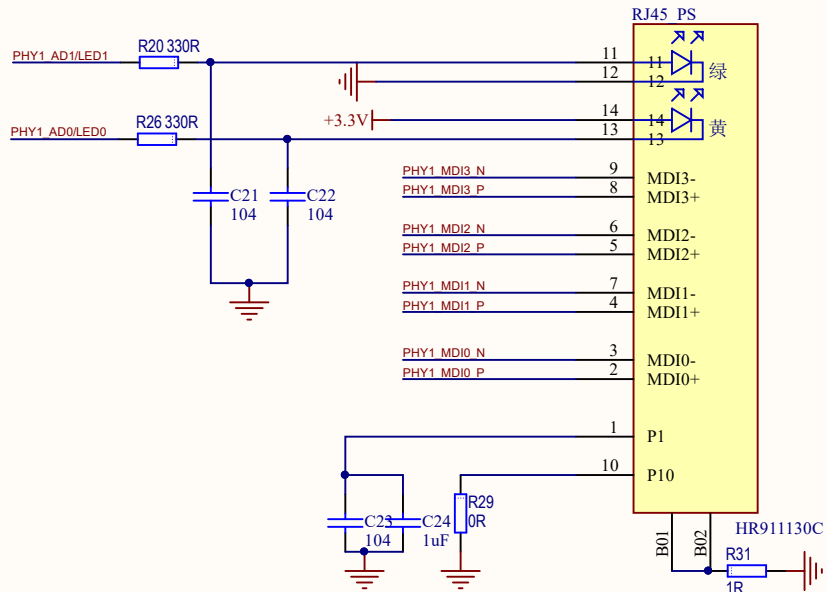 RJ45_PS
R20 330R
PHY1_AD1/LED1
11
11
12
12
绿
14
14
+3.3V
R26 330R
PHY1_AD0/LED0
13
13
黄
PHY1_MDI3_N
9
MDI3-
PHY1_MDI3_P
8
MDI3+
C21
104
C22
104
PHY1_MDI2_N
6
MDI2-
PHY1_MDI2_P
5
MDI2+
PHY1_MDI1_N
7
MDI1-
PHY1_MDI1_P
4
MDI1+
PHY1_MDI0_N
3
MDI0-
PHY1_MDI0_P
2
MDI0+
1
P1
10
P10
C23
104
C24
1uF
R29
0R
B01
B02
HR911130C
R31
1R